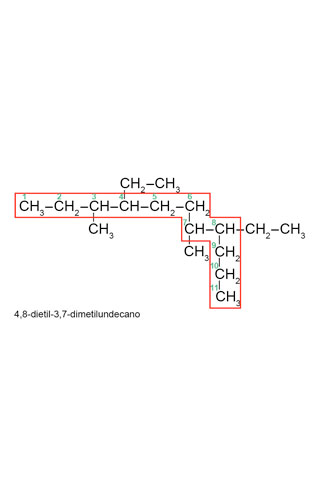 CH₂–CH₃
1 2 3 4 5 6
CH₃–CH₂–CH–CH–CH₂–CH₂
7 8
CH₃ CH–CH–CH₂–CH₃
9
CH₃ CH₂
10
CH₂
11
CH₃
4,8-dietil-3,7-dimetilundecano